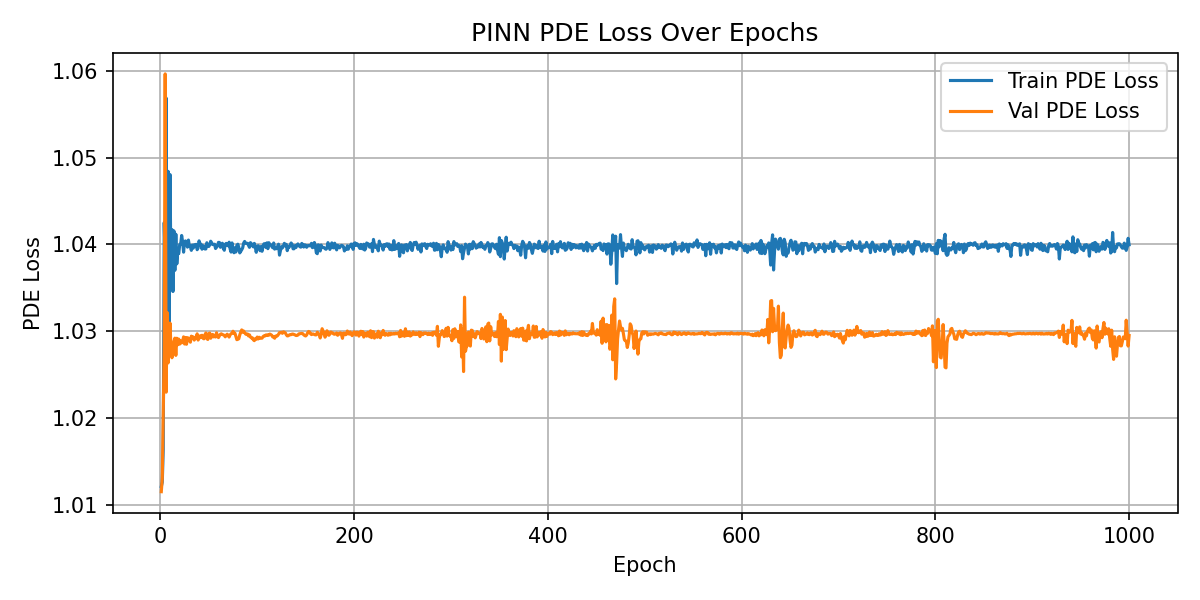 PINN PDE Loss Over Epochs
Train PDE Loss
Val PDE Loss
PDE Loss
1.06
1.05
1.04
1.03
1.02
1.01
0 200 400 600 800 1000
Epoch